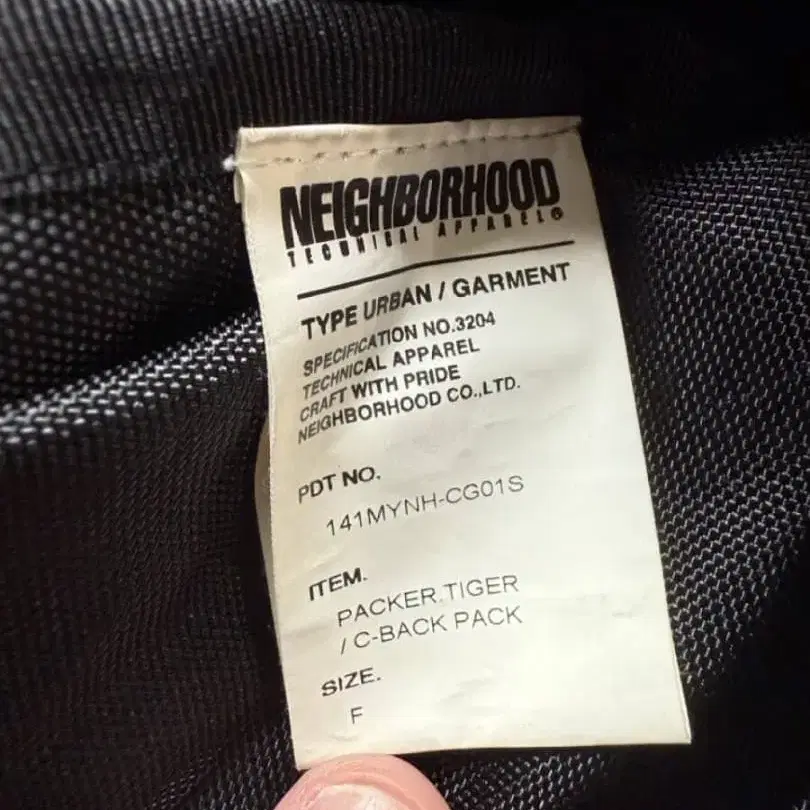 NEIGHBORHOOD
TECHNICAL APPAREL®
TYPE URBAN / GARMENT
SPECIFICATION NO.3204
TECHNICAL APPAREL
CRAFT WITH PRIDE
NEIGHBORHOOD CO.,LTD.
PDT NO.
141MYNH-CG01S
ITEM.
PACKER.TIGER
/ C-BACK PACK
SIZE.
F